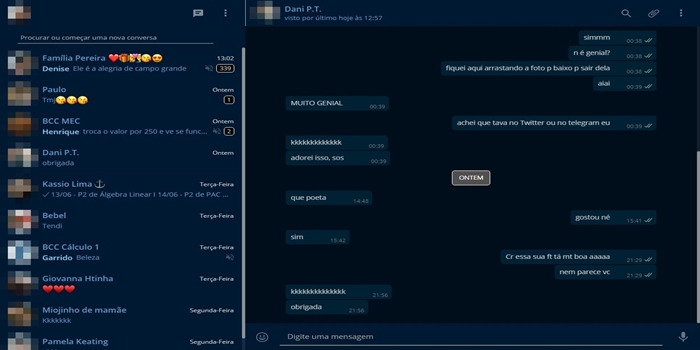 Procurar ou começar uma nova conversa
Família Pereira ❤️🎁👯😘😍 13:02
Denise Ele é a alegria de campo grande 339
Paulo Ontem
Tmj😘😘😘 1
BCC MEC Ontem
Henrique troca o valor por 250 e ve se func... 2
Dani P.T. Ontem
obrigada
Kassio Lima ⚓ Terça-Feira
✓ 13/06 - P2 de Álgebra Linear I 14/06 - P2 de PAC ...
Bebel Terça-Feira
Tendi
BCC Cálculo 1 Terça-Feira
Garrido Beleza
Giovanna Htinha Terça-Feira
❤️❤️❤️
Miojinho de mamãe Segunda-Feira
Kkkkkkk
Pamela Keating Segunda-Feira
Dani P.T.
visto por último hoje às 12:57
simmm 00:38
n é genial? 00:38
fiquei aqui arrastando a foto p baixo p sair dela 00:38
aiai 00:39
MUITO GENIAL 00:39
achei que tava no Twitter ou no telegram eu 00:39
kkkkkkkkkkkkk 00:39
adorei isso, sos 00:39
ONTEM
que poeta 14:48
gostou né 15:41
sim 15:42
Cr essa sua ft tá mt boa aaaaa 21:29
nem parece vc 21:29
kkkkkkkkkkkkkk 21:56
obrigada 21:56
Digite uma mensagem